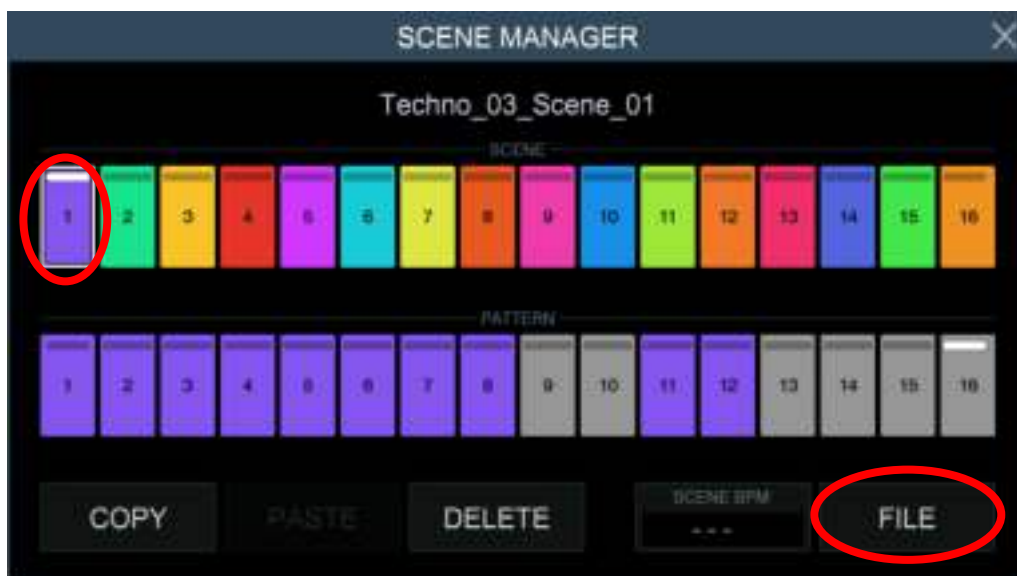 SCENE MANAGER
Techno_03_Scene_01
SCENE
1 2 3 4 5 6 7 8 9 10 11 12 13 14 15 16
PATTERN
1 2 3 4 5 6 7 8 9 10 11 12 13 14 15 16
COPY PASTE DELETE SCENE BPM FILE
---